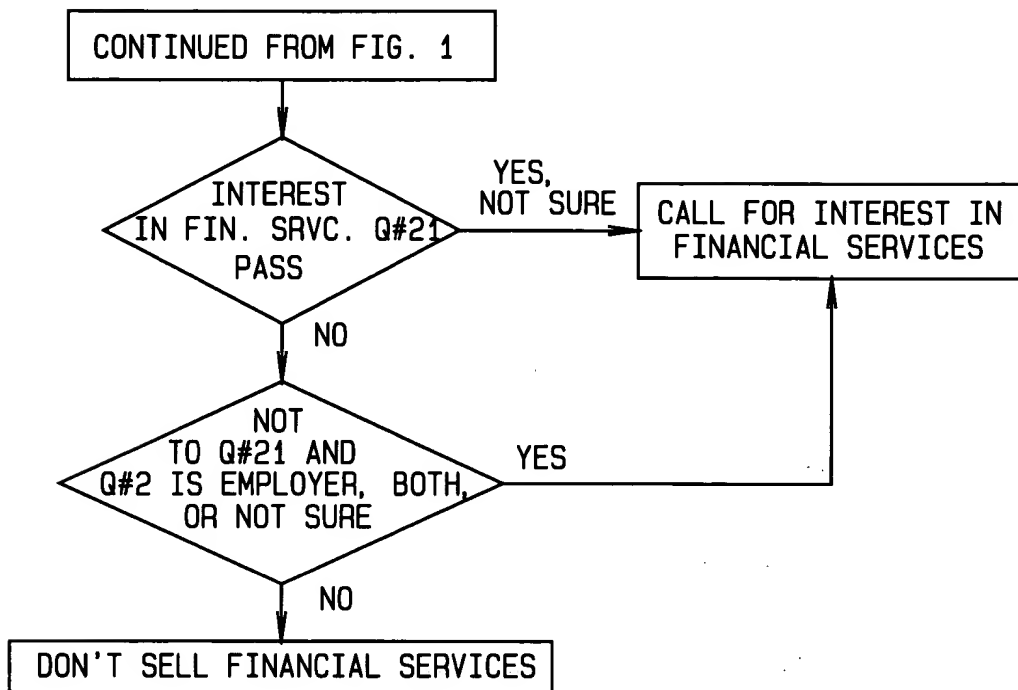 CONTINUED FROM FIG. 1
INTEREST
IN FIN. SRVC. Q#21
PASS
YES,
NOT SURE
CALL FOR INTEREST IN
FINANCIAL SERVICES
NO
NOT
TO Q#21 AND
Q#2 IS EMPLOYER, BOTH,
OR NOT SURE
YES
NO
DON'T SELL FINANCIAL SERVICES